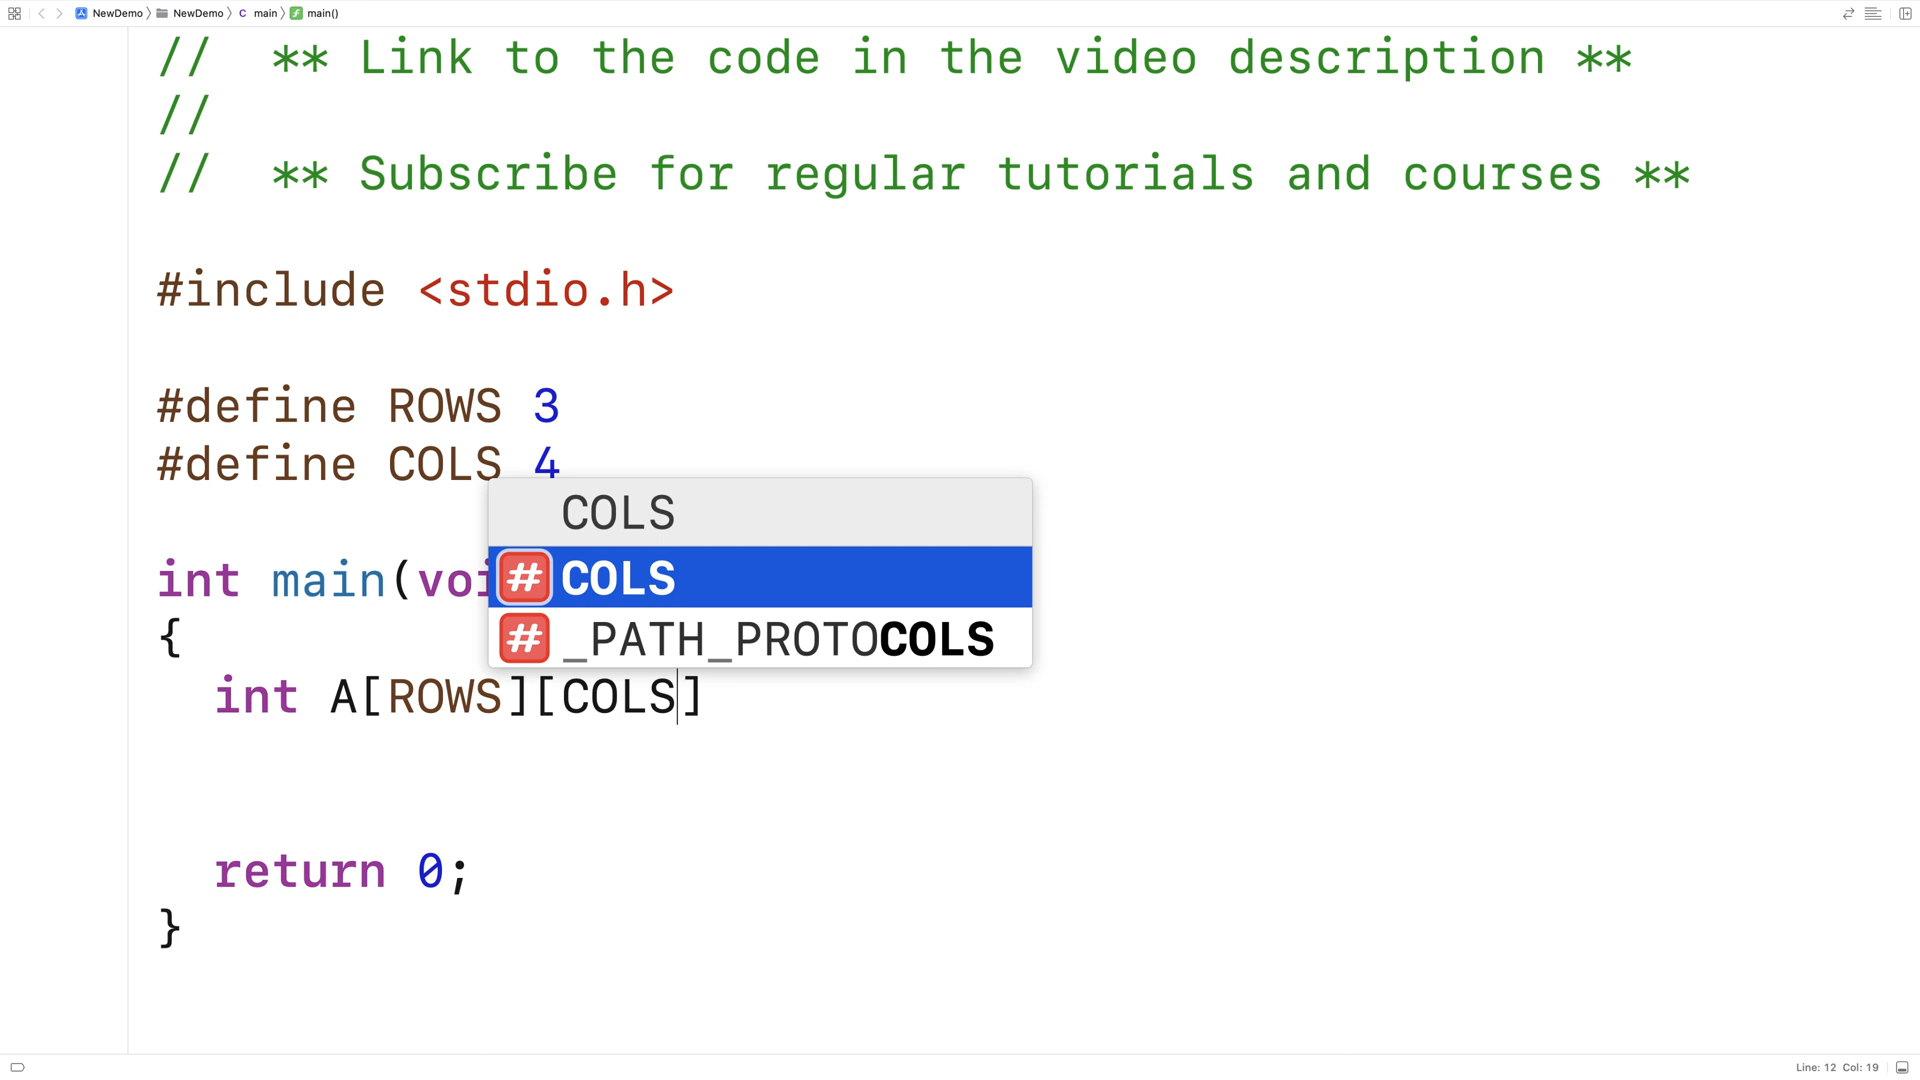 NewDemo NewDemo C main f main()
// ** Link to the code in the video description **
//
// ** Subscribe for regular tutorials and courses **
#include <stdio.h>
#define ROWS 3
#define COLS 4
COLS
int main(voi # COLS
{ # _PATH_PROTOCOLS
int A[ROWS][COLS]
return 0;
}
Line: 12 Col: 19